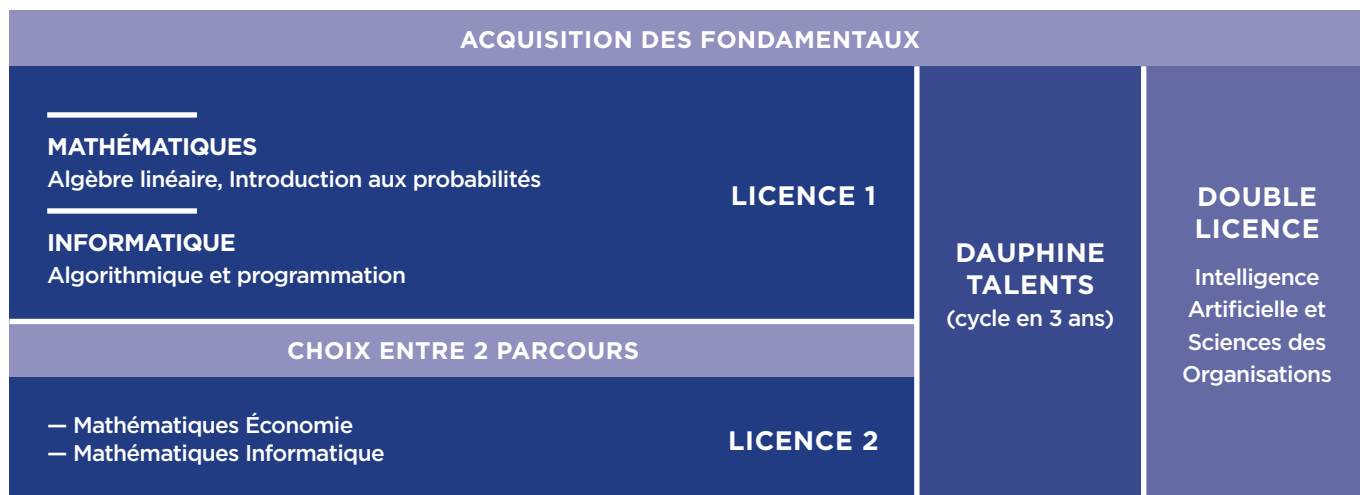 ACQUISITION DES FONDAMENTAUX
MATHÉMATIQUES
Algèbre linéaire, Introduction aux probabilités
INFORMATIQUE
Algorithmique et programmation
LICENCE 1
CHOIX ENTRE 2 PARCOURS
— Mathématiques Économie
— Mathématiques Informatique
LICENCE 2
DAUPHINE
TALENTS
(cycle en 3 ans)
DOUBLE
LICENCE
Intelligence
Artificielle et
Sciences des
Organisations